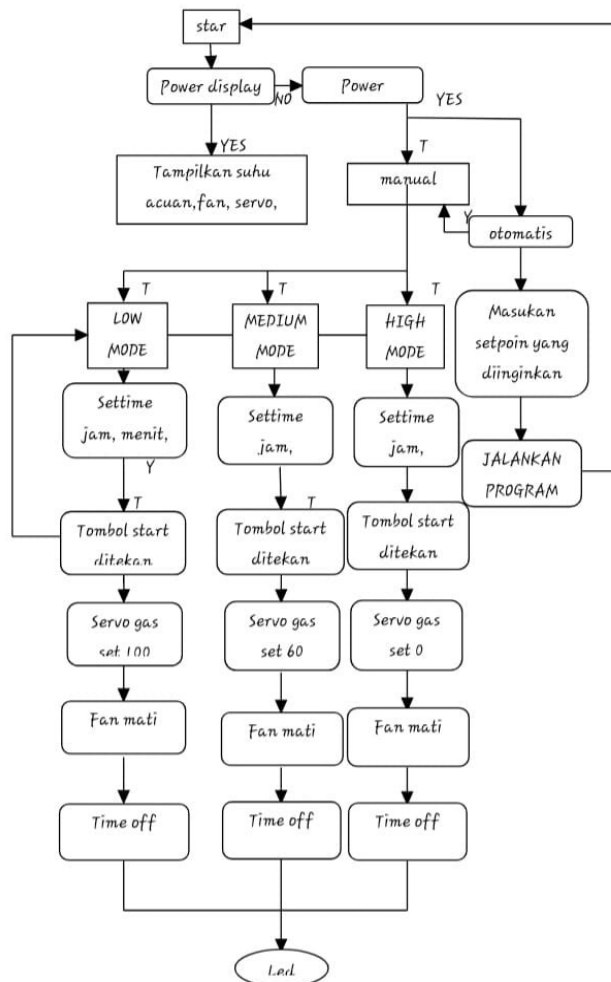 star
Power display
NO
Power
YES
YES
T
Tampilkan suhu
acuan,fan, servo,
manual
Y
otomatis
T
T
T
LOW
MODE
MEDIUM
MODE
HIGH
MODE
Masukan
setpoin yang
diinginkan
Settime
jam, menit,
Settime
jam,
Settime
jam,
JALANKAN
PROGRAM
Y
T
T
Tombol start
ditekan
Tombol start
ditekan
Tombol start
ditekan
Servo gas
set 100
Servo gas
set 60
Servo gas
set 0
Fan mati
Fan mati
Fan mati
Time off
Time off
Time off
Led